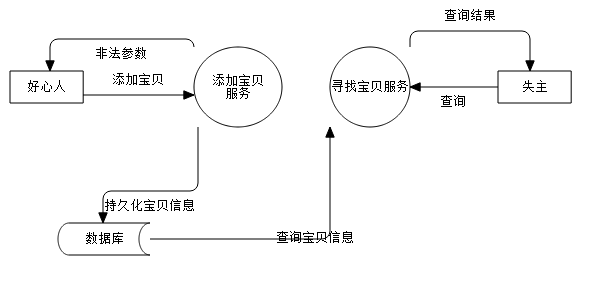 查询结果
非法参数
好心人
添加宝贝
添加宝贝
服务
寻找宝贝服务
失主
查询
持久化宝贝信息
数据库
查询宝贝信息